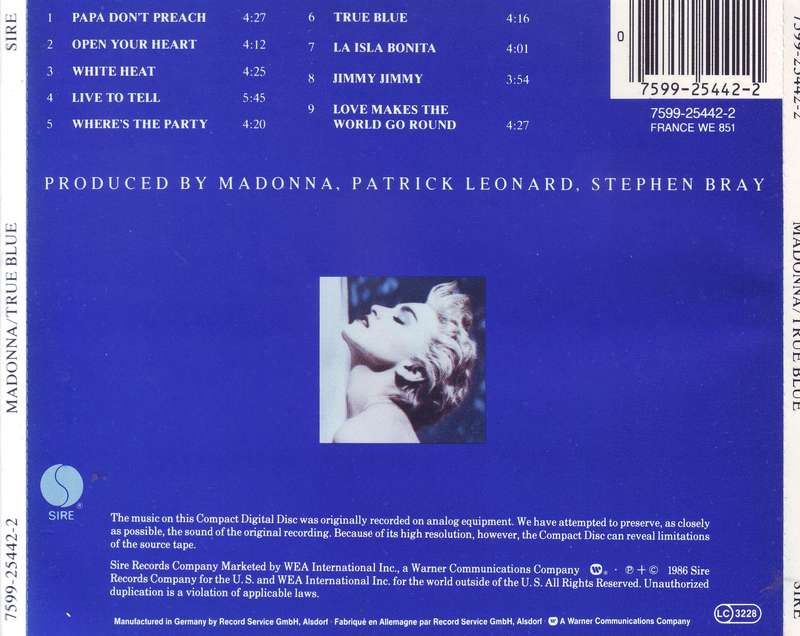 SIRE
MADONNA/TRUE BLUE
7599-25442-2
1 PAPA DON'T PREACH 4:27
2 OPEN YOUR HEART 4:12
3 WHITE HEAT 4:25
4 LIVE TO TELL 5:45
5 WHERE'S THE PARTY 4:20
6 TRUE BLUE 4:16
7 LA ISLA BONITA 4:01
8 JIMMY JIMMY 3:54
9 LOVE MAKES THE
WORLD GO ROUND 4:27
0
7599-25442-2
7599-25442-2
FRANCE WE 851
PRODUCED BY MADONNA, PATRICK LEONARD, STEPHEN BRAY
SIRE®
The music on this Compact Digital Disc was originally recorded on analog equipment. We have attempted to preserve, as closely
as possible, the sound of the original recording. Because of its high resolution, however, the Compact Disc can reveal limitations
of the source tape.
Sire Records Company Marketed by WEA International Inc., a Warner Communications Company ® · ℗ + © 1986 Sire
Records Company for the U.S. and WEA International Inc. for the world outside of the U.S. All Rights Reserved. Unauthorized
duplication is a violation of applicable laws.
Manufactured in Germany by Record Service GmbH, Alsdorf · Fabriqué en Allemagne par Record Service GmbH, Alsdorf · A Warner Communications Company
LC 3228
7599-25442-2
MADONNA/TRUE BLUE
SIRE